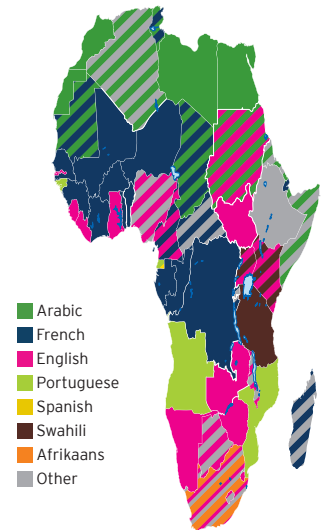 Arabic
French
English
Portuguese
Spanish
Swahili
Afrikaans
Other